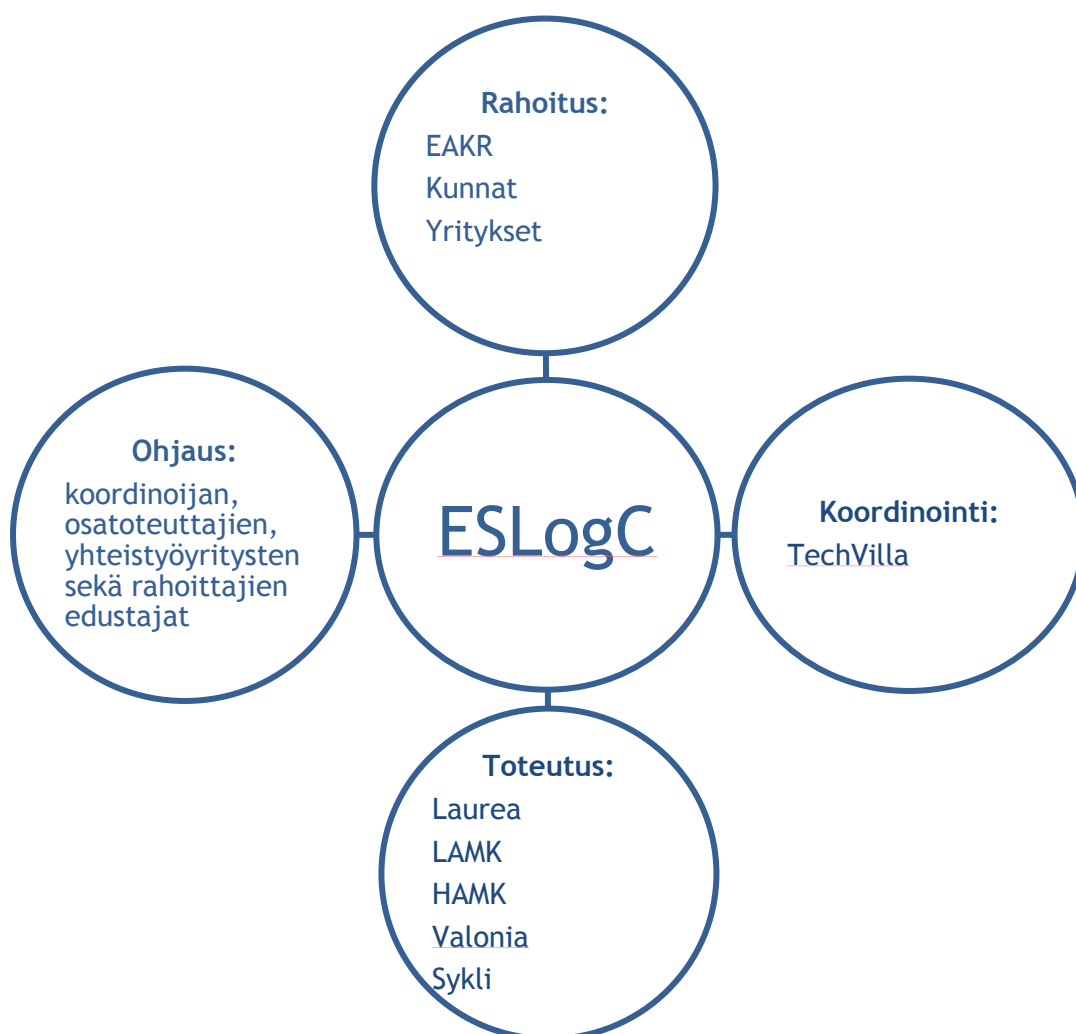 Rahoitus:
EAKR
Kunnat
Yritykset
Ohjaus:
koordinoijan,
osatoteuttajien,
yhteistyöyritysten
sekä rahoittajien
edustajat
ESLogC
Koordinointi:
TechVilla
Toteutus:
Laurea
LAMK
HAMK
Valonia
Sykli